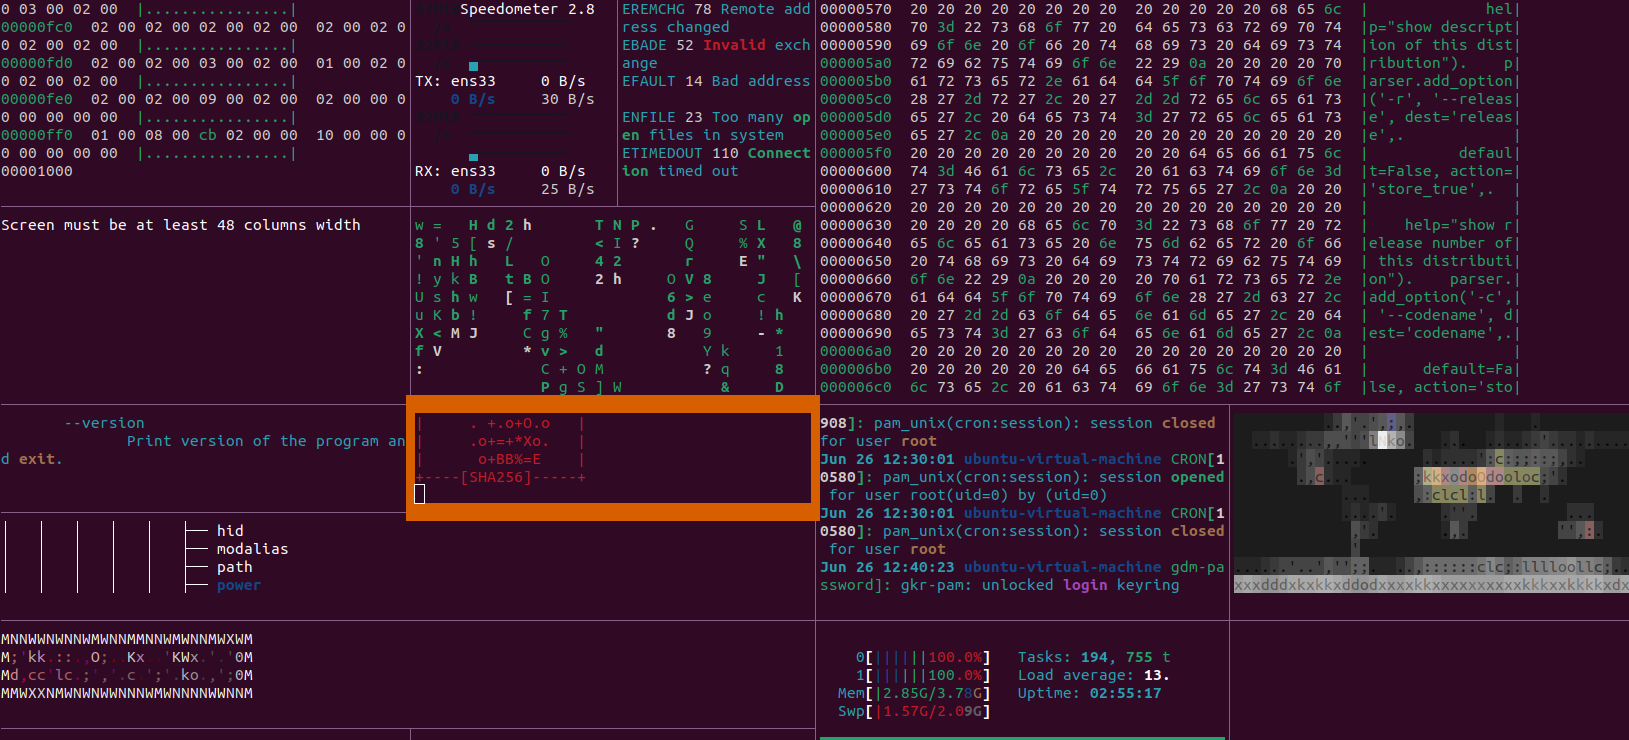 0 03 00 02 00  |................|
00000fc0  02 00 02 00 02 00 02 00  02 00 02 0
0 02 00 02 00  |................|
00000fd0  02 00 02 00 03 00 02 00  01 00 02 0
0 02 00 02 00  |................|
00000fe0  02 00 02 00 09 00 02 00  02 00 00 0
0 00 00 00 00  |................|
00000ff0  01 00 08 00 cb 02 00 00  10 00 00 0
0 00 00 00 00  |................|
00001000
Speedometer 2.8
TX: ens33     0 B/s
0 B/s     30 B/s
RX: ens33     0 B/s
0 B/s     25 B/s
EREMCHG 78 Remote add
ress changed
EBADE 52 Invalid exch
ange
EFAULT 14 Bad address
ENFILE 23 Too many op
en files in system
ETIMEDOUT 110 Connect
ion timed out
00000570  20 20 20 20 20 20 20 20  20 20 20 20 20 68 65 6c  |             hel|
00000580  70 3d 22 73 68 6f 77 20  64 65 73 63 72 69 70 74  |p="show descript|
00000590  69 6f 6e 20 6f 66 20 74  68 69 73 20 64 69 73 74  |ion of this dist|
000005a0  72 69 62 75 74 69 6f 6e  22 29 0a 20 20 20 20 70  |ribution").    p|
000005b0  61 72 73 65 72 2e 61 64  64 5f 6f 70 74 69 6f 6e  |arser.add_option|
000005c0  28 27 2d 72 27 2c 20 27  2d 2d 72 65 6c 65 61 73  |('-r', '--releas|
000005d0  65 27 2c 20 64 65 73 74  3d 27 72 65 6c 65 61 73  |e', dest='releas|
000005e0  65 27 2c 0a 20 20 20 20  20 20 20 20 20 20 20 20  |e',.            |
000005f0  20 20 20 20 20 20 20 20  20 20 64 65 66 61 75 6c  |          defaul|
00000600  74 3d 46 61 6c 73 65 2c  20 61 63 74 69 6f 6e 3d  |t=False, action=|
00000610  27 73 74 6f 72 65 5f 74  72 75 65 27 2c 0a 20 20  |'store_true',.  |
00000620  20 20 20 20 20 20 20 20  20 20 20 20 20 20 20 20  |                |
00000630  20 20 20 20 68 65 6c 70  3d 22 73 68 6f 77 20 72  |    help="show r|
00000640  65 6c 65 61 73 65 20 6e  75 6d 62 65 72 20 6f 66  |elease number of|
00000650  20 74 68 69 73 20 64 69  73 74 72 69 62 75 74 69  | this distributi|
00000660  6f 6e 22 29 0a 20 20 20  20 70 61 72 73 65 72 2e  |on").    parser.|
00000670  61 64 64 5f 6f 70 74 69  6f 6e 28 27 2d 63 27 2c  |add_option('-c',|
00000680  20 27 2d 2d 63 6f 64 65  6e 61 6d 65 27 2c 20 64  | '--codename', d|
00000690  65 73 74 3d 27 63 6f 64  65 6e 61 6d 65 27 2c 0a  |est='codename',.|
000006a0  20 20 20 20 20 20 20 20  20 20 20 20 20 20 20 20  |                |
000006b0  20 20 20 20 20 20 64 65  66 61 75 6c 74 3d 46 61  |      default=Fa|
000006c0  6c 73 65 2c 20 61 63 74  69 6f 6e 3d 27 73 74 6f  |lse, action='sto|
Screen must be at least 48 columns width
w =   H d 2 h       T N P .   G     S L   @
8 ' 5 [ s /         < I ?     Q     % X   8
' n H h   L   O     4 2       r     E "   \
! y k B   t B O     2 h     O V 8     J   [
U s h w   [ = I             6 > e     c   K
u K b !     f 7 T           d J o     ! h
X < M J     C g %   "       8   9     -   *
f V         * v > d           Y k     1
:             C + O M         ? q     8
P g S ] W           &     D
--version
Print version of the program an
d exit.
|     . +.o+O.o   |
|     .o+=+*Xo.   |
|      o+BB%=E    |
+----[SHA256]-----+
908]: pam_unix(cron:session): session closed
for user root
Jun 26 12:30:01 ubuntu-virtual-machine CRON[1
0580]: pam_unix(cron:session): session opened
for user root(uid=0) by (uid=0)
Jun 26 12:30:01 ubuntu-virtual-machine CRON[1
0580]: pam_unix(cron:session): session closed
for user root
Jun 26 12:40:23 ubuntu-virtual-machine gdm-pa
ssword]: gkr-pam: unlocked login keyring
├── hid
├── modalias
├── path
├── power
MNNWWNWNNWMWNNMMNNWMWNNMWXWM
M;'kk.::.,O;..Kx..'KWx.'.'0M
Md,cc'lc.;','.c.;'.ko.,';0M
MMWXXNMWNWNWWNNNWMWNNNNWWNNM
0[||||||100.0%]   Tasks: 194, 755 t
1[||||||100.0%]   Load average: 13.
Mem[|2.85G/3.78G]   Uptime: 02:55:17
Swp[|1.57G/2.09G]